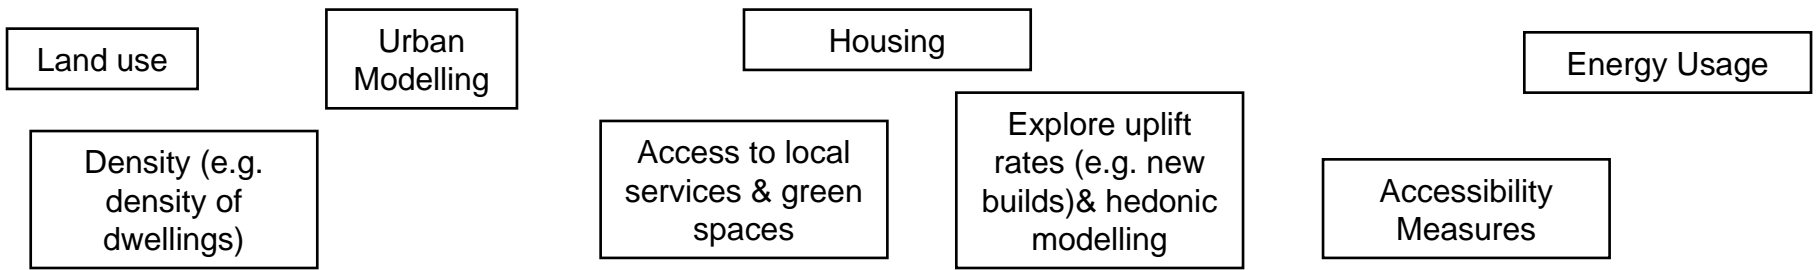 Land use
Urban
Modelling
Housing
Energy Usage
Density (e.g.
density of
dwellings)
Access to local
services & green
spaces
Explore uplift
rates (e.g. new
builds)& hedonic
modelling
Accessibility
Measures